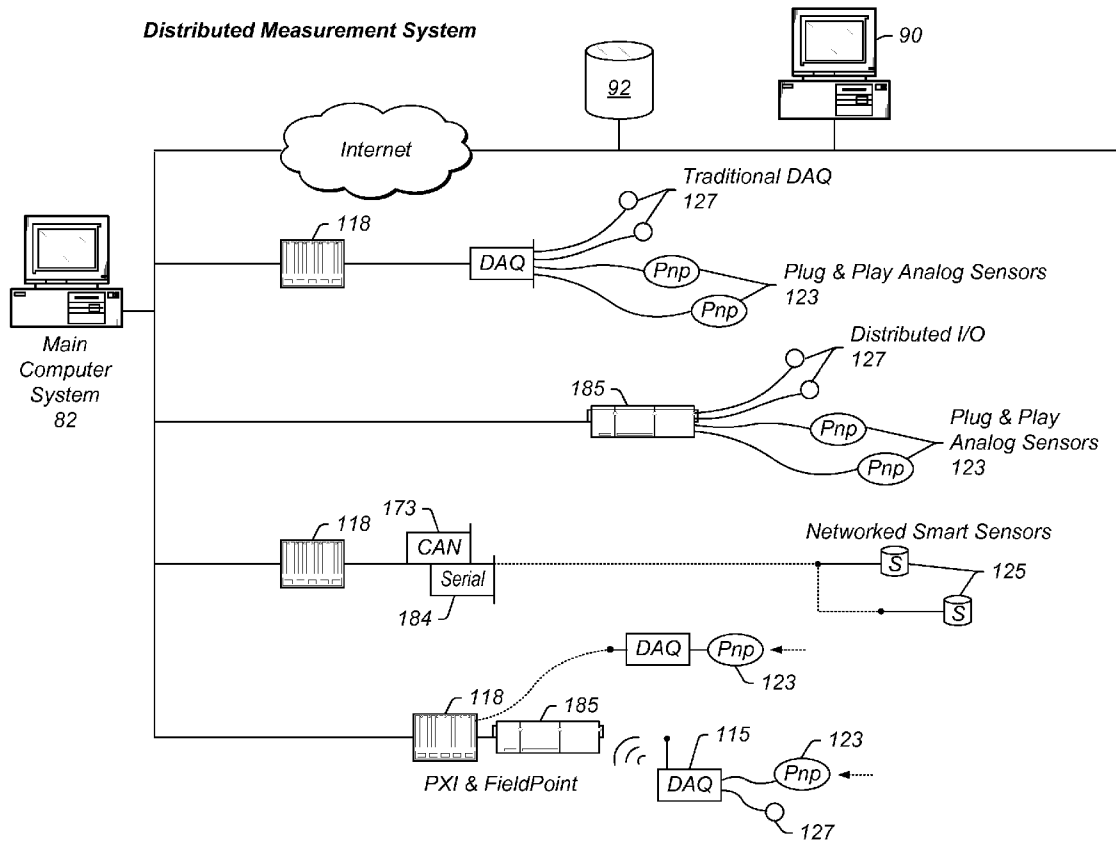 Distributed Measurement System
90
92
Internet
Traditional DAQ
127
118
DAQ
Pnp
Pnp
Plug & Play Analog Sensors
123
Main
Computer
System
82
Distributed I/O
127
185
Pnp
Pnp
Plug & Play
Analog Sensors
123
118
173
CAN
Serial
184
Networked Smart Sensors
S
S
125
DAQ
Pnp
123
118
185
PXI & FieldPoint
115
DAQ
123
Pnp
127